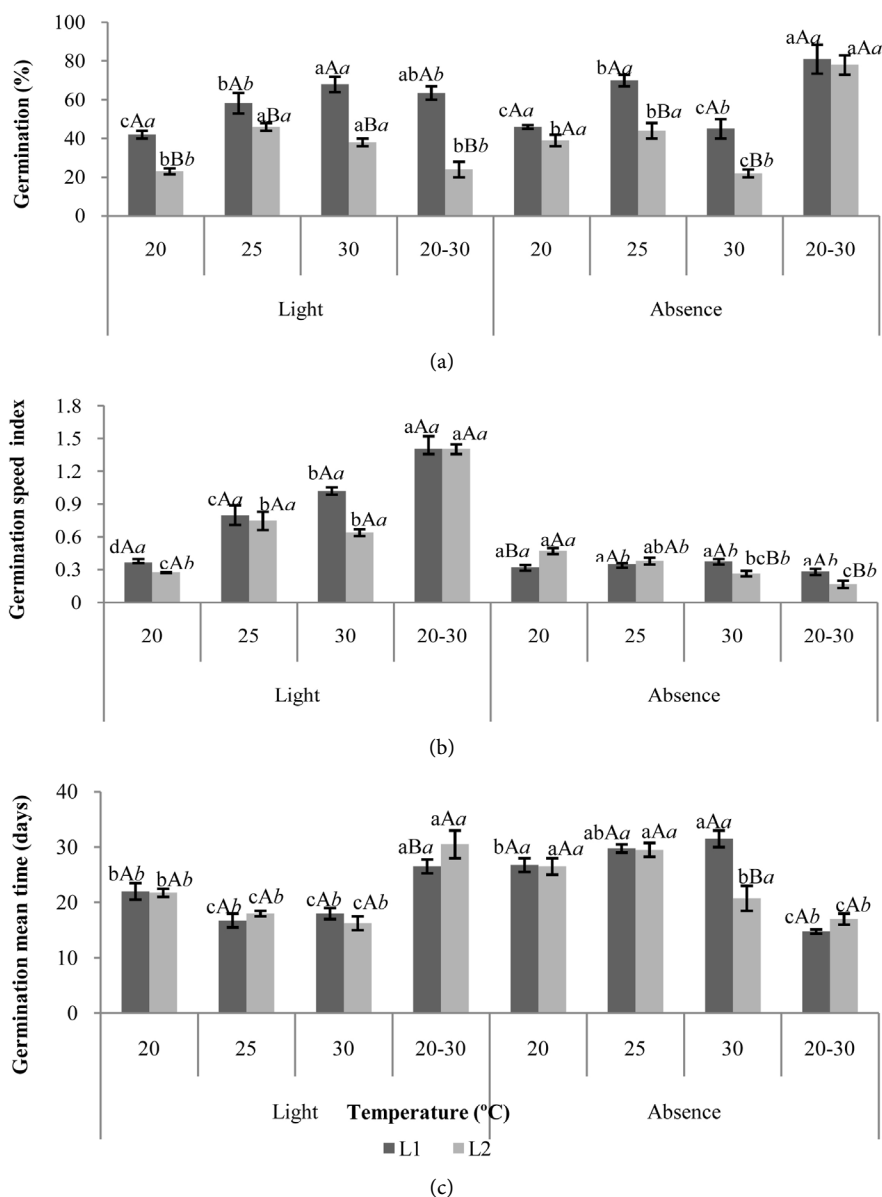 Germination (%)
100
80
60
40
20
0
cAa
bBb
bAb
aBa
aAa
aBa
abAb
bBb
cAa
bAa
bAa
bBa
cAb
cBb
aAa
aAa
20 25 30 20-30 20 25 30 20-30
Light Absence
(a)
Germination speed index
1.8
1.5
1.2
0.9
0.6
0.3
0
dAa
cAb
cAa
bAa
bAa
bAa
aAa
aAa
aBa
aAa
aAb
abAb
aAb
bcBb
aAb
cBb
20 25 30 20-30 20 25 30 20-30
Light Absence
(b)
Germination mean time (days)
40
30
20
10
0
bAb
bAb
cAb
cAb
cAb
cAb
aBa
aAa
bAa
aAa
abAa
aAa
aAa
bBa
cAb
cAb
20 25 30 20-30 20 25 30 20-30
Light Temperature (ºC) Absence
L1 L2
(c)